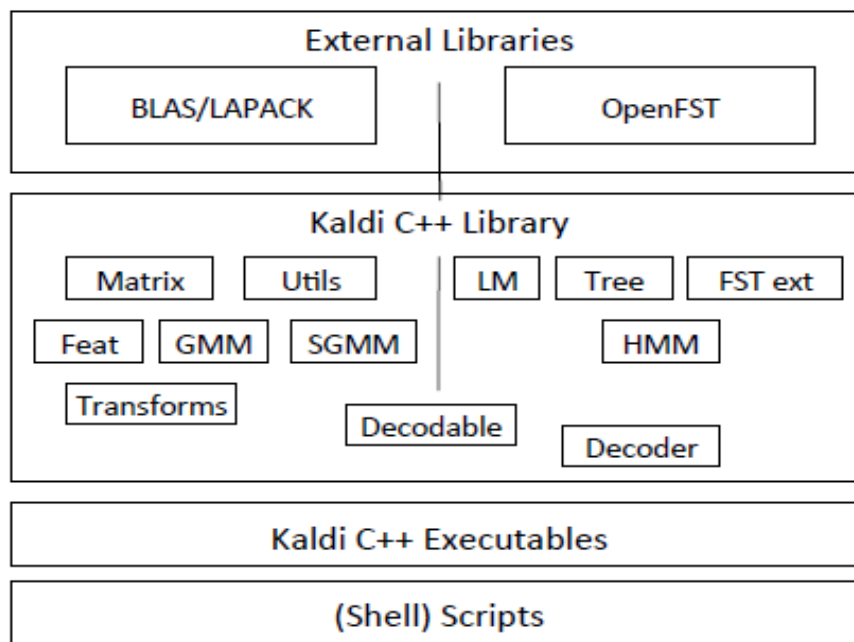 External Libraries
BLAS/LAPACK
OpenFST
Kaldi C++ Library
Matrix
Utils
LM
Tree
FST ext
Feat
GMM
SGMM
HMM
Transforms
Decodable
Decoder
Kaldi C++ Executables
(Shell) Scripts